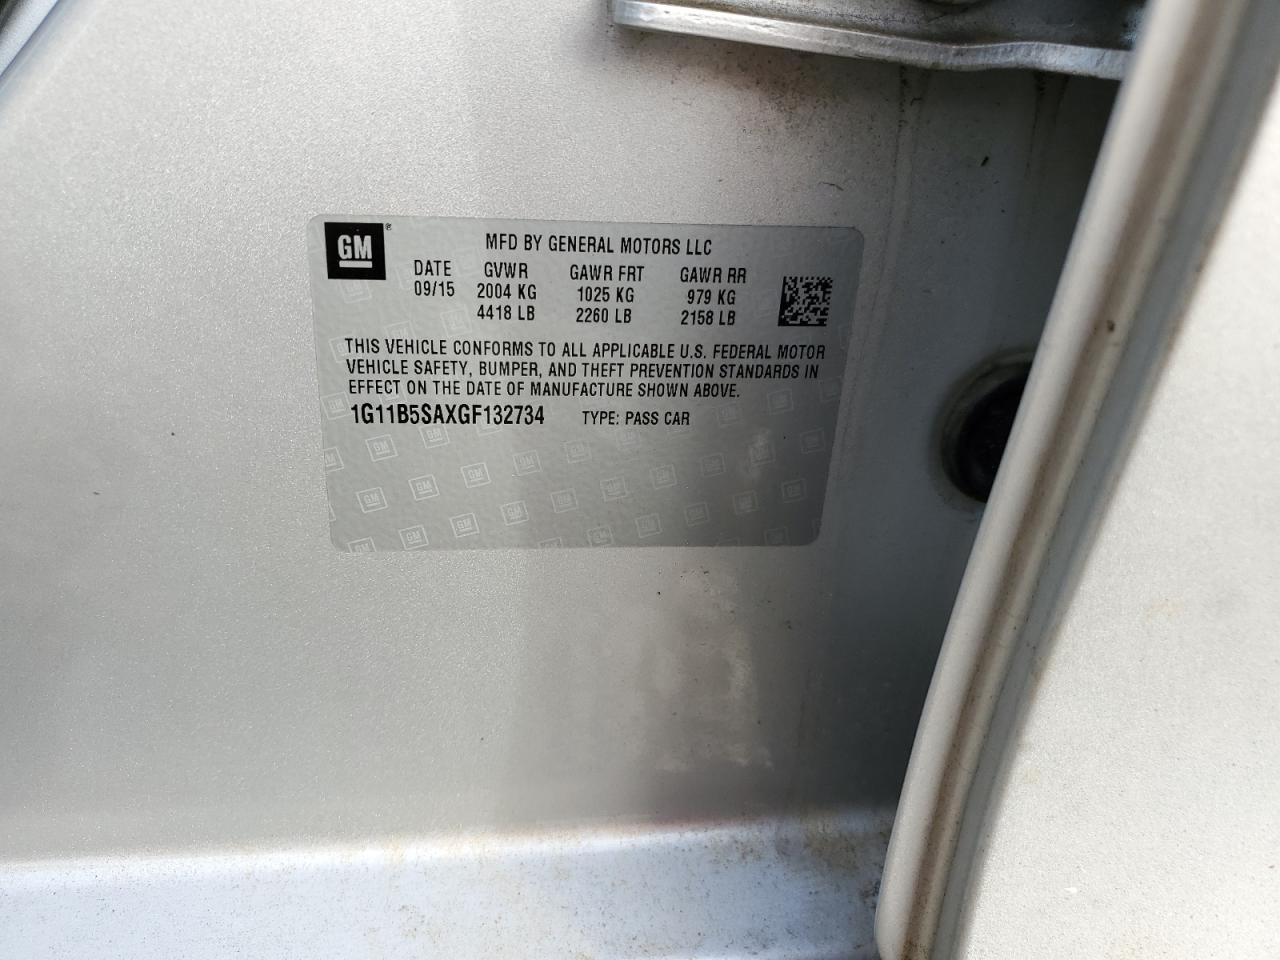 GM®
MFD BY GENERAL MOTORS LLC
DATE GVWR GAWR FRT GAWR RR
09/15 2004 KG 1025 KG 979 KG
4418 LB 2260 LB 2158 LB
THIS VEHICLE CONFORMS TO ALL APPLICABLE U.S. FEDERAL MOTOR
VEHICLE SAFETY, BUMPER, AND THEFT PREVENTION STANDARDS IN
EFFECT ON THE DATE OF MANUFACTURE SHOWN ABOVE.
1G11B5SAXGF132734 TYPE: PASS CAR